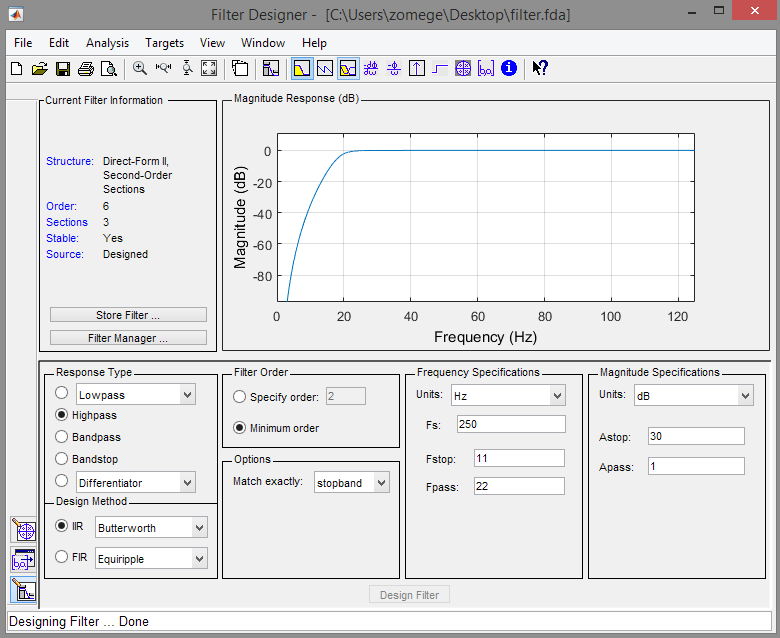 Filter Designer - [C:\Users\zomege\Desktop\filter.fda]
File Edit Analysis Targets View Window Help
Current Filter Information
Structure: Direct-Form II,
Second-Order
Sections
Order: 6
Sections 3
Stable: Yes
Source: Designed
Store Filter ...
Filter Manager ...
Magnitude Response (dB)
Magnitude (dB)
0
-20
-40
-60
-80
0 20 40 60 80 100 120
Frequency (Hz)
Response Type
Lowpass
Highpass
Bandpass
Bandstop
Differentiator
Design Method
IIR Butterworth
FIR Equiripple
Filter Order
Specify order: 2
Minimum order
Options
Match exactly: stopband
Frequency Specifications
Units: Hz
Fs: 250
Fstop: 11
Fpass: 22
Magnitude Specifications
Units: dB
Astop: 30
Apass: 1
Design Filter
Designing Filter ... Done